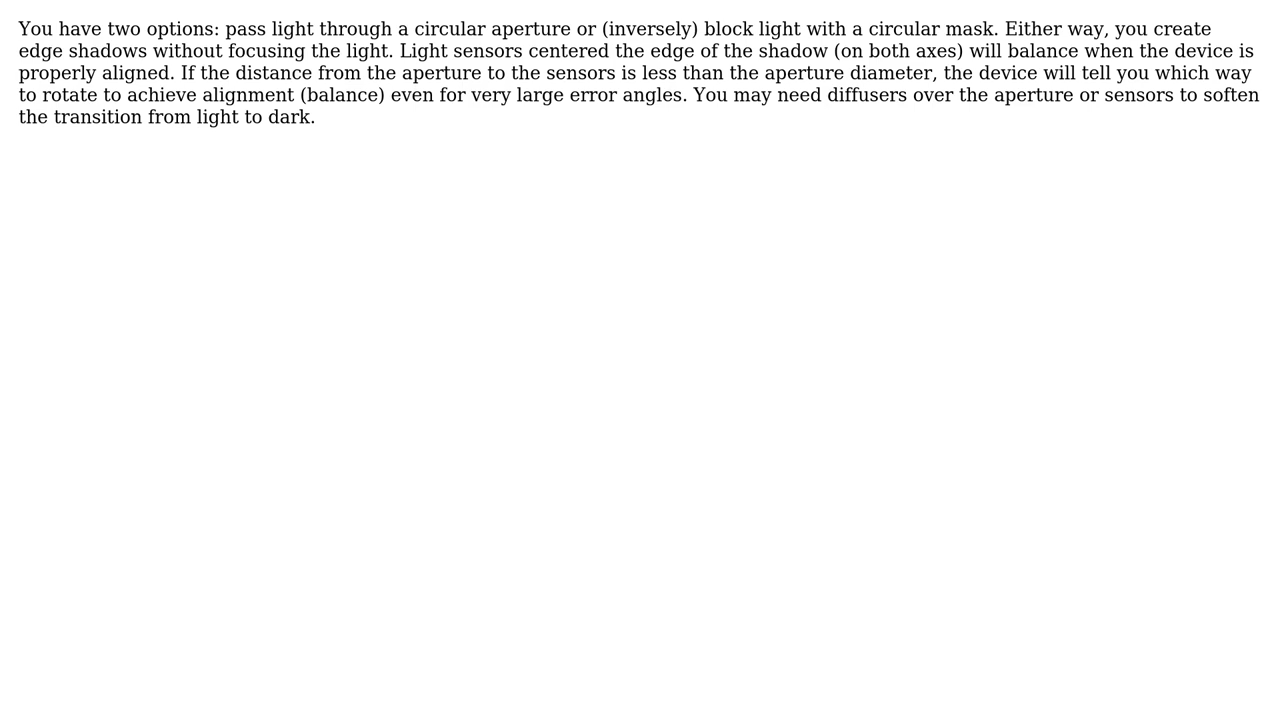 You have two options: pass light through a circular aperture or (inversely) block light with a circular mask. Either way, you create
edge shadows without focusing the light. Light sensors centered the edge of the shadow (on both axes) will balance when the device is
properly aligned. If the distance from the aperture to the sensors is less than the aperture diameter, the device will tell you which way
to rotate to achieve alignment (balance) even for very large error angles. You may need diffusers over the aperture or sensors to soften
the transition from light to dark.